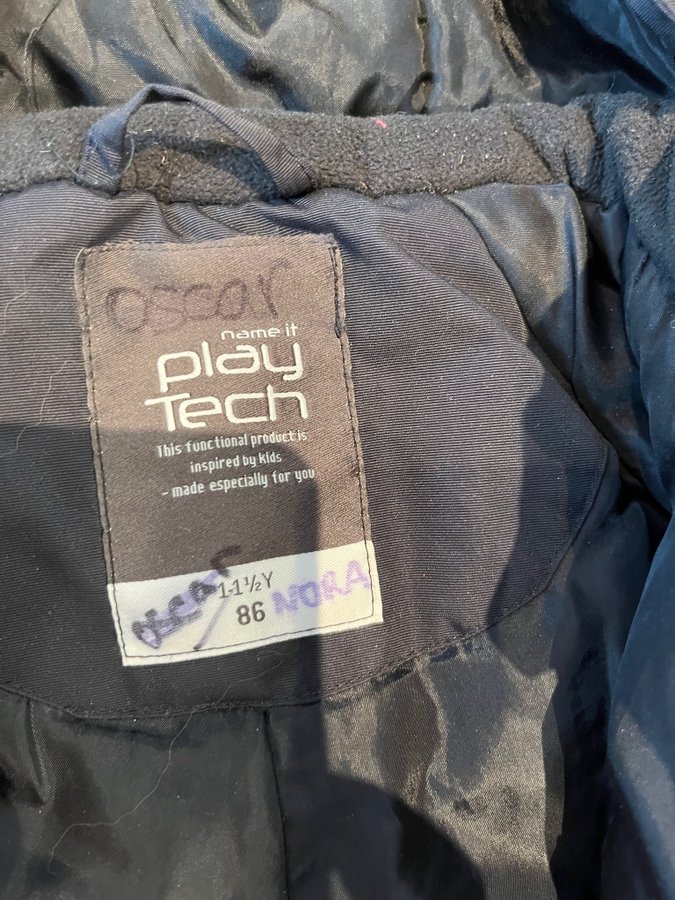 oscar
name it
play
Tech
This functional product is
inspired by kids
- made especially for you
oscar 1-1½Y
86 NORA